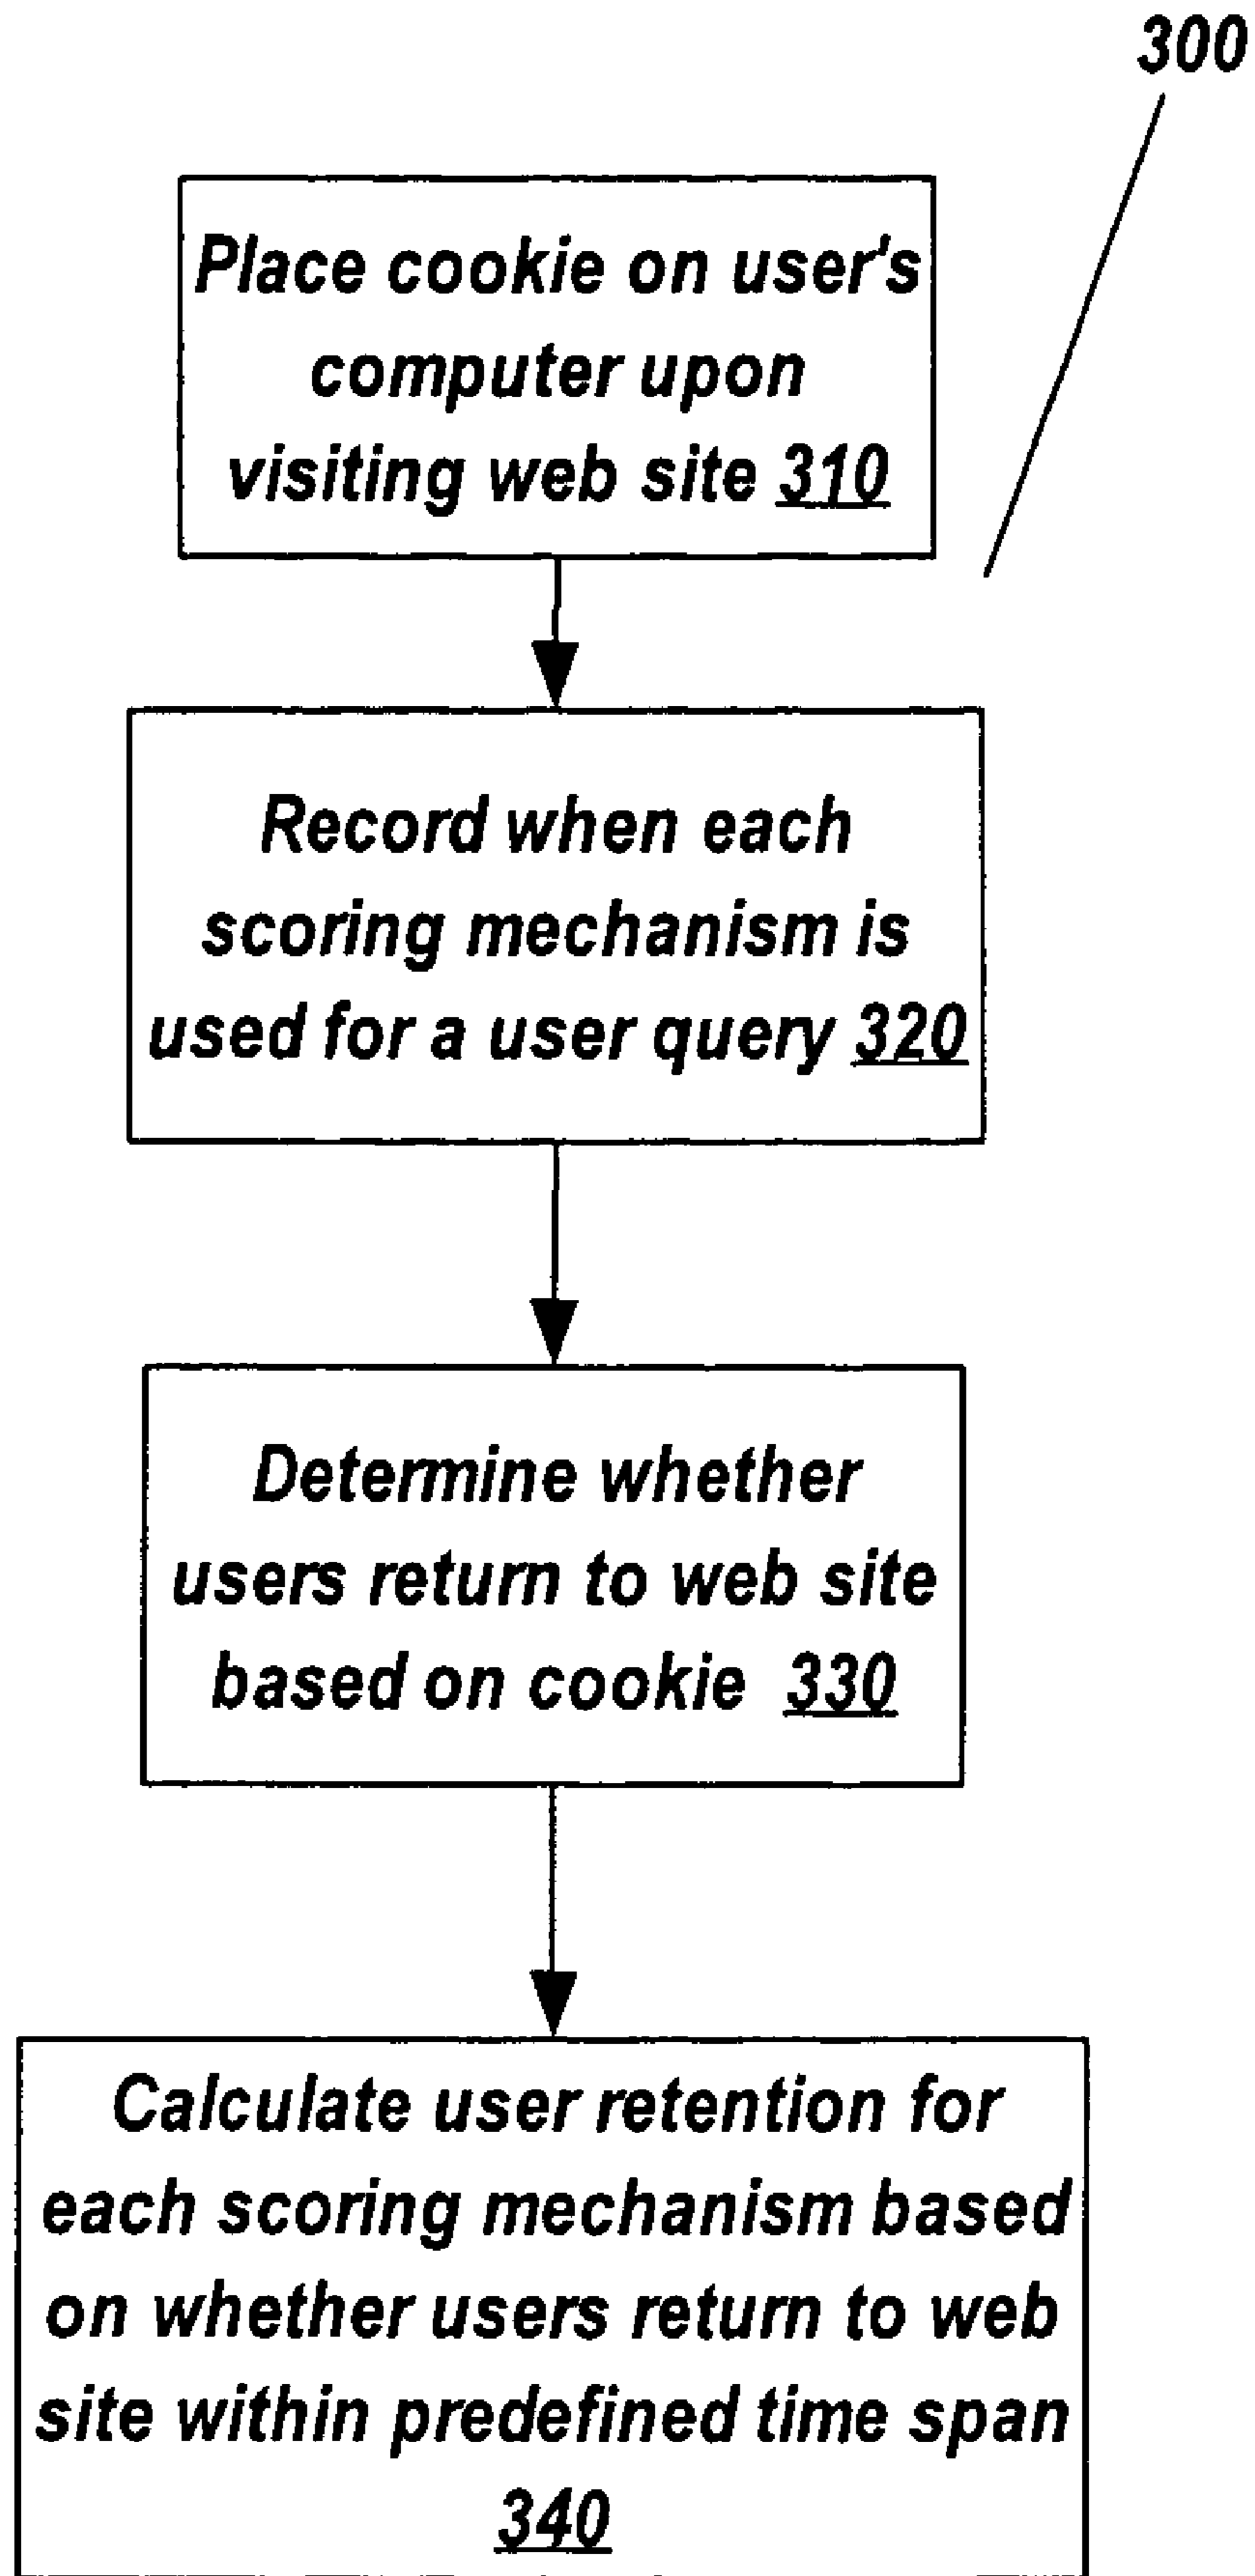 300
Place cookie on user's
computer upon
visiting web site 310
Record when each
scoring mechanism is
used for a user query 320
Determine whether
users return to web site
based on cookie 330
Calculate user retention for
each scoring mechanism based
on whether users return to web
site within predefined time span
340